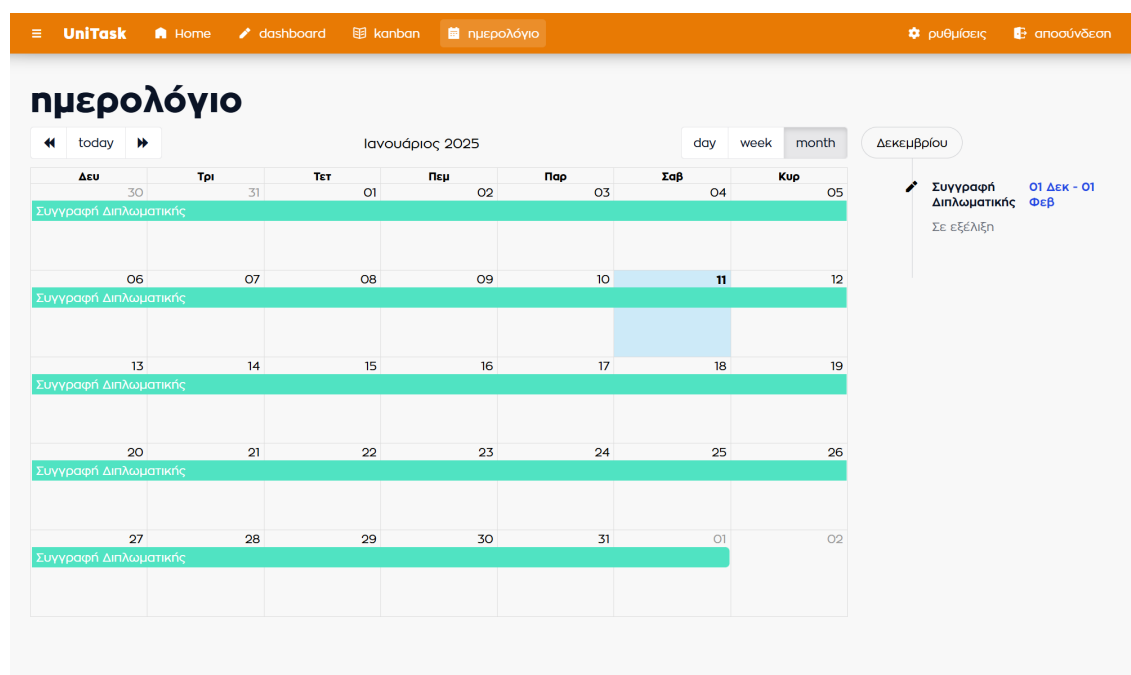 UniTask Home dashboard kanban ημερολόγιο ρυθμίσεις αποσύνδεση
ημερολόγιο
today Ιανουάριος 2025 day week month
Δευ Τρι Τετ Πεμ Παρ Σαβ Κυρ
30 31 01 02 03 04 05
Συγγραφή Διπλωματικής
06 07 08 09 10 11 12
Συγγραφή Διπλωματικής
13 14 15 16 17 18 19
Συγγραφή Διπλωματικής
20 21 22 23 24 25 26
Συγγραφή Διπλωματικής
27 28 29 30 31 01 02
Συγγραφή Διπλωματικής
Δεκεμβρίου
Συγγραφή
Διπλωματικής
01 Δεκ - 01
Φεβ
Σε εξέλιξη